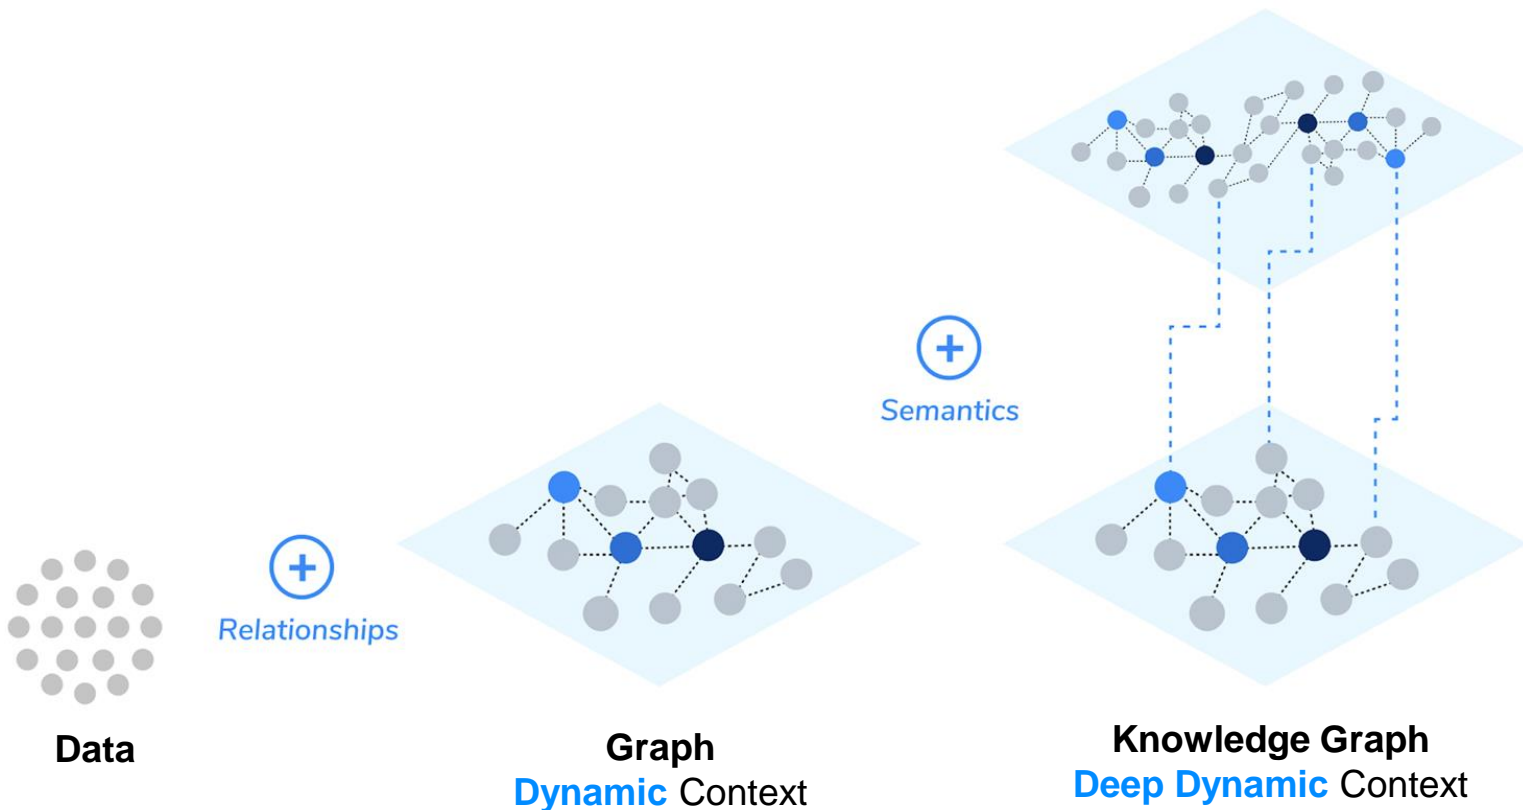 Data
+
Relationships
Graph
Dynamic Context
+
Semantics
Knowledge Graph
Deep Dynamic Context